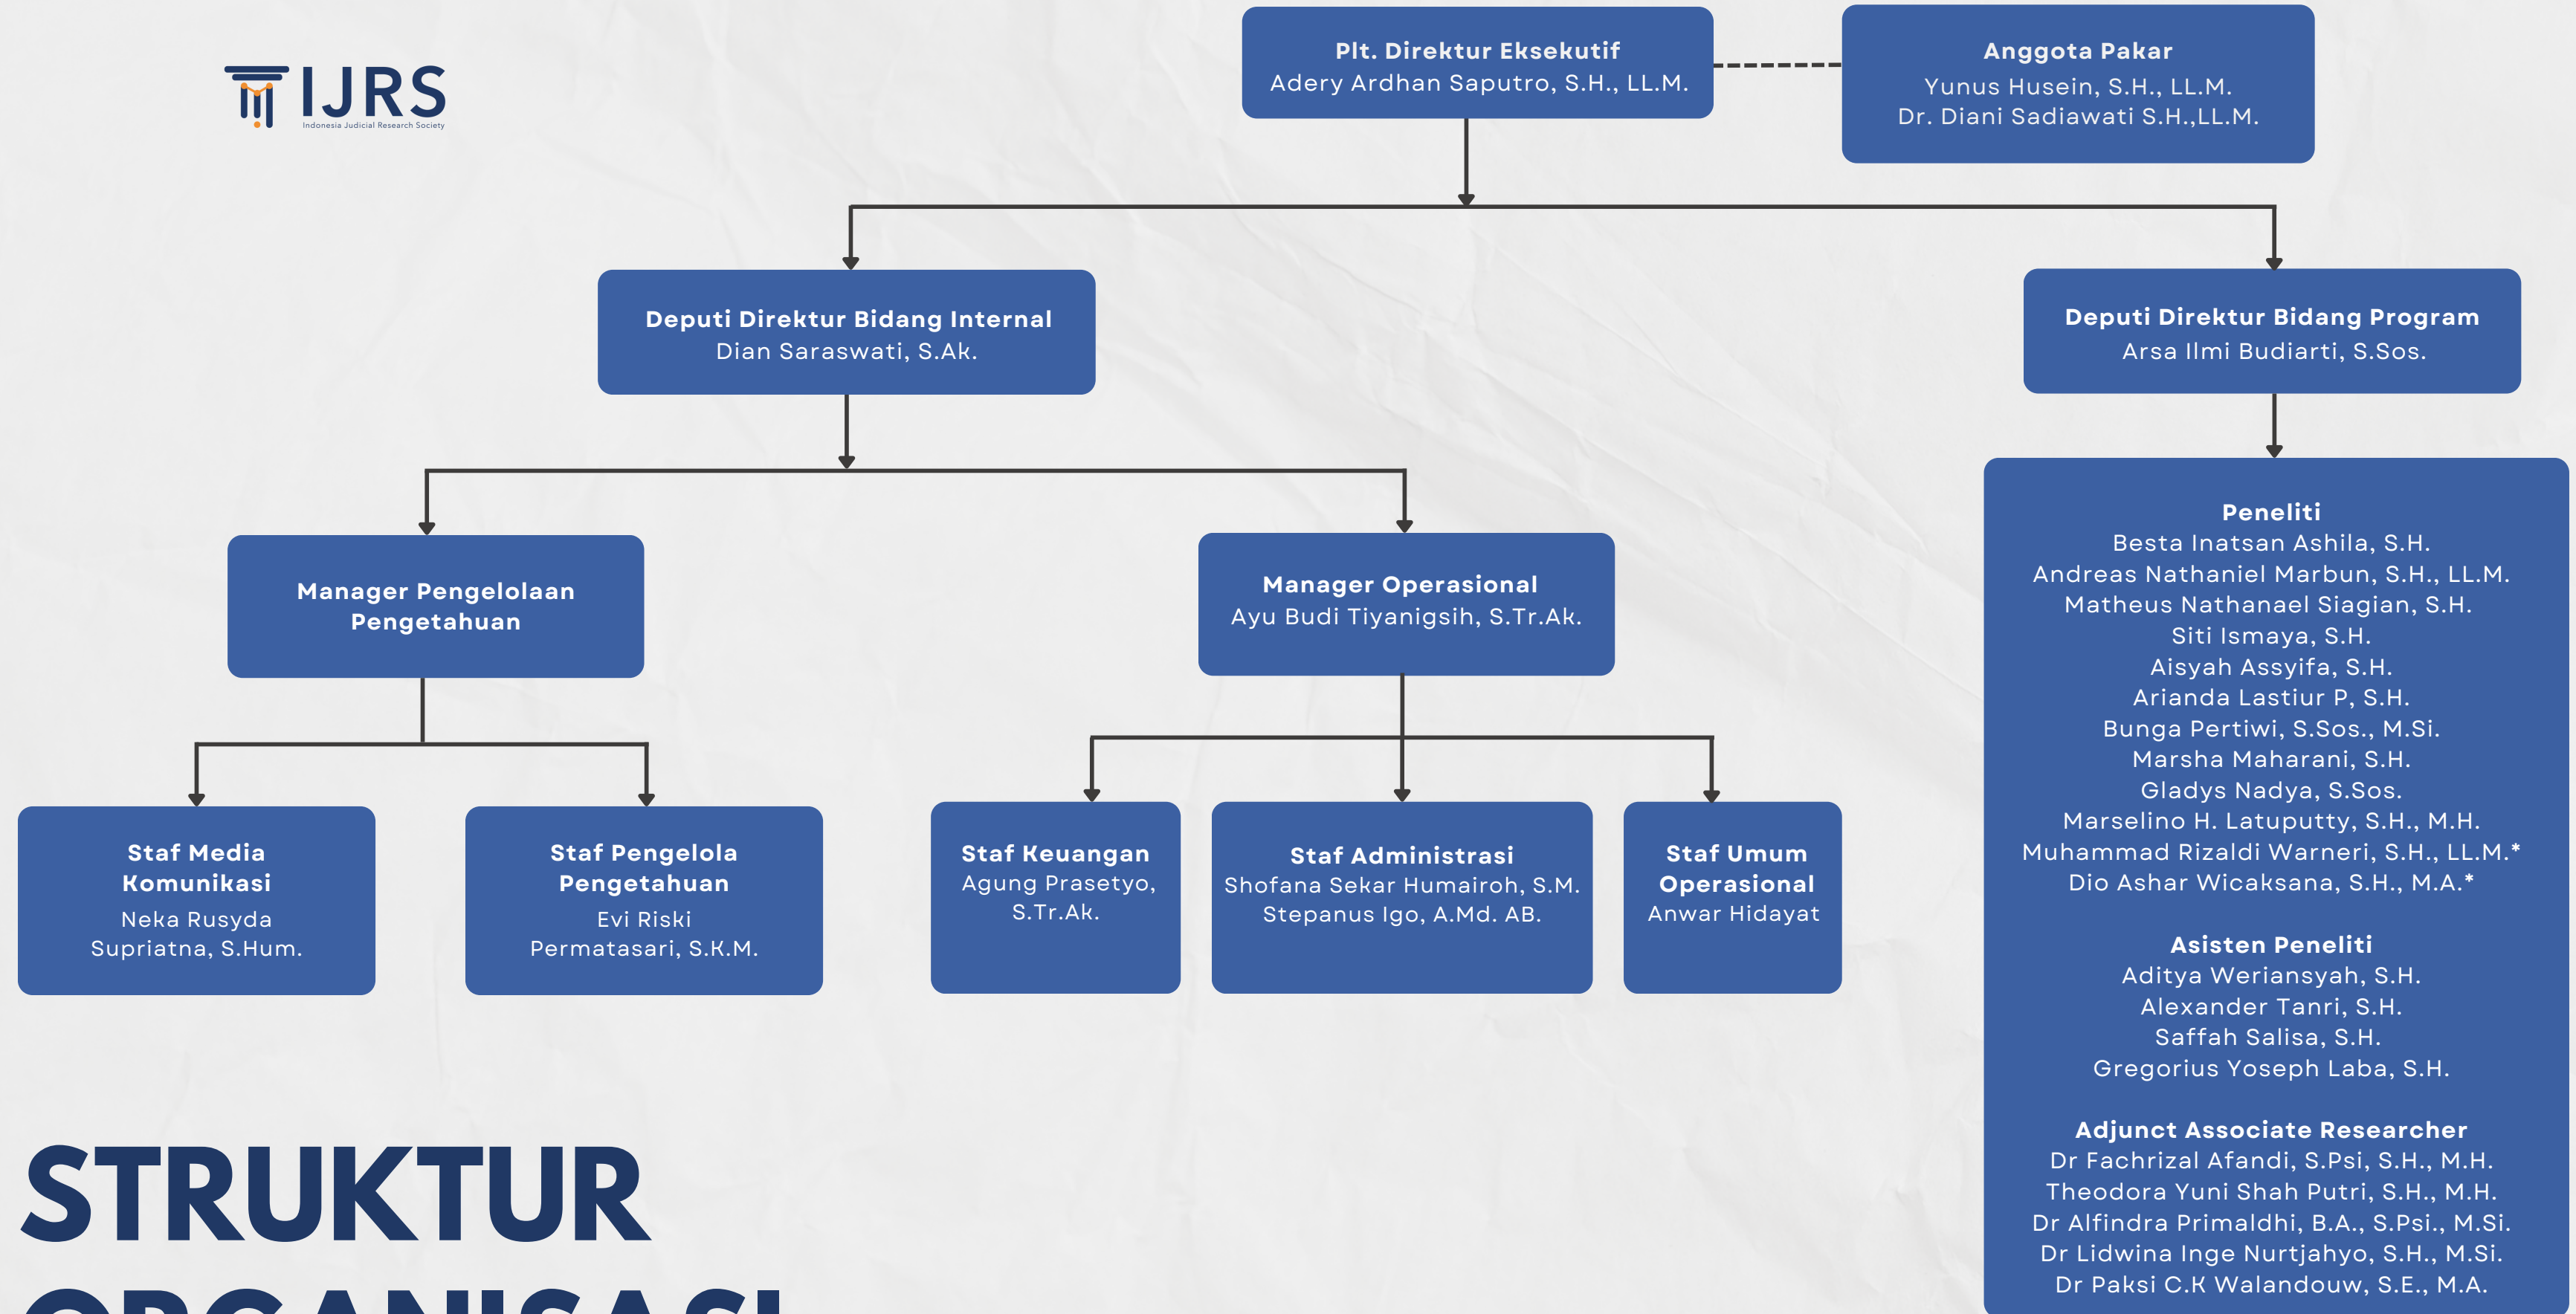 IJRS
Indonesia Judicial Research Society
Plt. Direktur Eksekutif
Adery Ardhan Saputro, S.H., LL.M.
Anggota Pakar
Yunus Husein, S.H., LL.M.
Dr. Diani Sadiawati S.H.,LL.M.
Deputi Direktur Bidang Internal
Dian Saraswati, S.Ak.
Deputi Direktur Bidang Program
Arsa Ilmi Budiarti, S.Sos.
Manager Pengelolaan
Pengetahuan
Manager Operasional
Ayu Budi Tiyanigsih, S.Tr.Ak.
Staf Media
Komunikasi
Neka Rusyda
Supriatna, S.Hum.
Staf Pengelola
Pengetahuan
Evi Riski
Permatasari, S.K.M.
Staf Keuangan
Agung Prasetyo,
S.Tr.Ak.
Staf Administrasi
Shofana Sekar Humairoh, S.M.
Stepanus Igo, A.Md. AB.
Staf Umum
Operasional
Anwar Hidayat
Peneliti
Besta Inatsan Ashila, S.H.
Andreas Nathaniel Marbun, S.H., LL.M.
Matheus Nathanael Siagian, S.H.
Siti Ismaya, S.H.
Aisyah Assyifa, S.H.
Arianda Lastiur P, S.H.
Bunga Pertiwi, S.Sos., M.Si.
Marsha Maharani, S.H.
Gladys Nadya, S.Sos.
Marselino H. Latuputty, S.H., M.H.
Muhammad Rizaldi Warneri, S.H., LL.M.*
Dio Ashar Wicaksana, S.H., M.A.*
Asisten Peneliti
Aditya Weriansyah, S.H.
Alexander Tanri, S.H.
Saffah Salisa, S.H.
Gregorius Yoseph Laba, S.H.
Adjunct Associate Researcher
Dr Fachrizal Afandi, S.Psi, S.H., M.H.
Theodora Yuni Shah Putri, S.H., M.H.
Dr Alfindra Primaldhi, B.A., S.Psi., M.Si.
Dr Lidwina Inge Nurtjahyo, S.H., M.Si.
Dr Paksi C.K Walandouw, S.E., M.A.
STRUKTUR
ORGANISASI